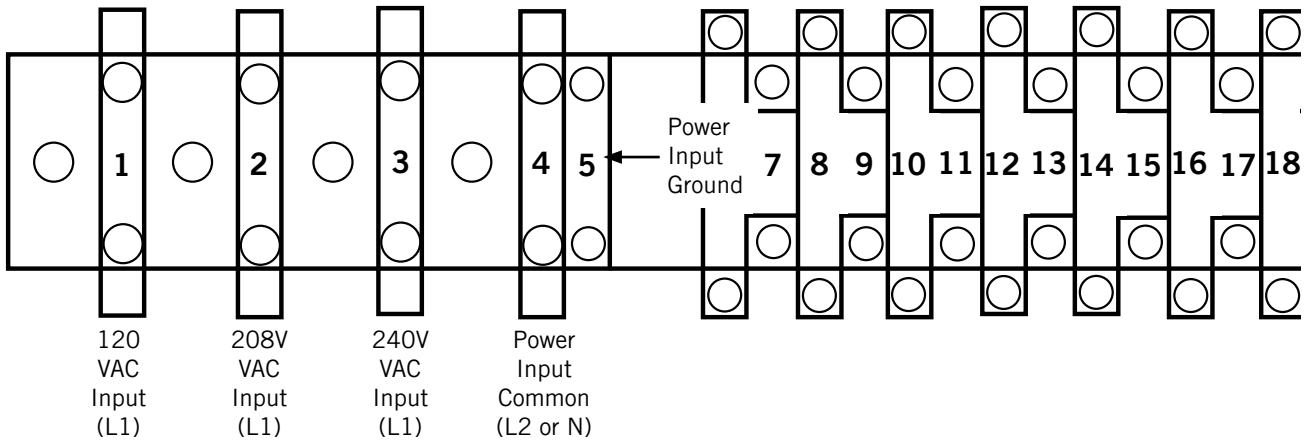 Power
Input
Ground
1 2 3 4 5 7 8 9 10 11 12 13 14 15 16 17 18
120
VAC
Input
(L1)
208V
VAC
Input
(L1)
240V
VAC
Input
(L1)
Power
Input
Common
(L2 or N)